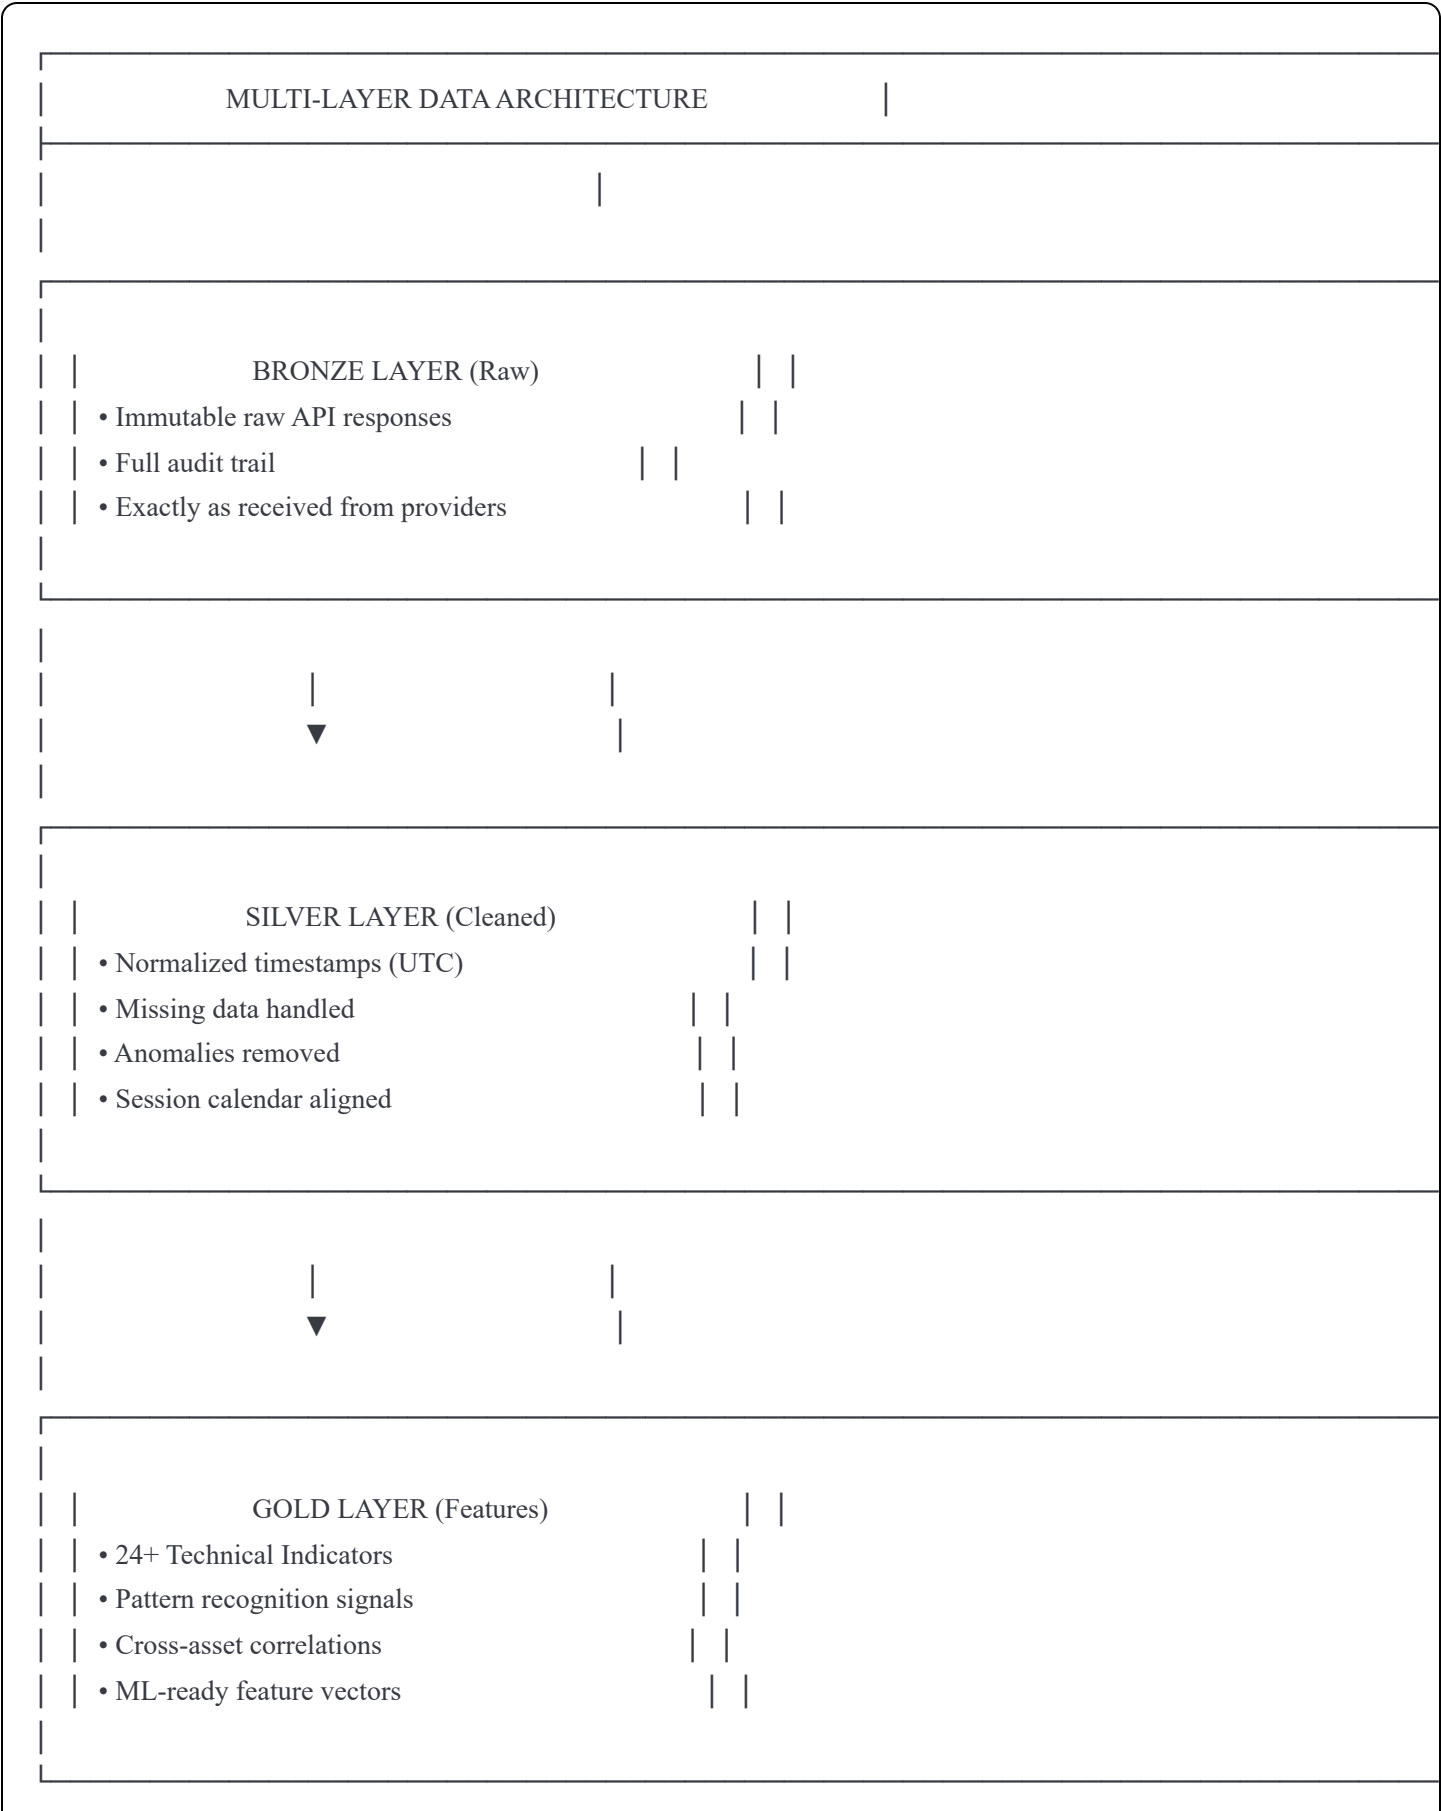 MULTI-LAYER DATA ARCHITECTURE
BRONZE LAYER (Raw)
• Immutable raw API responses
• Full audit trail
• Exactly as received from providers
▼
SILVER LAYER (Cleaned)
• Normalized timestamps (UTC)
• Missing data handled
• Anomalies removed
• Session calendar aligned
▼
GOLD LAYER (Features)
• 24+ Technical Indicators
• Pattern recognition signals
• Cross-asset correlations
• ML-ready feature vectors